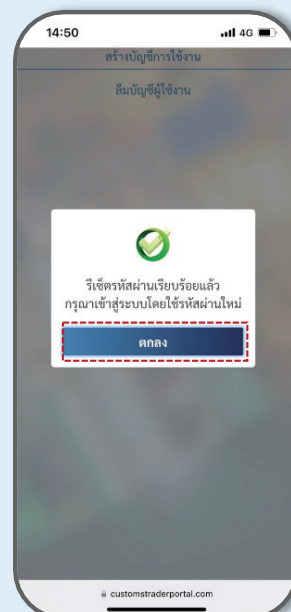 14:50
4G
สร้างบัญชีการใช้งาน
ลืมบัญชีผู้ใช้งาน
รีเซ็ตรหัสผ่านเรียบร้อยแล้ว
กรุณาเข้าสู่ระบบโดยใช้รหัสผ่านใหม่
ตกลง
customstraderportal.com